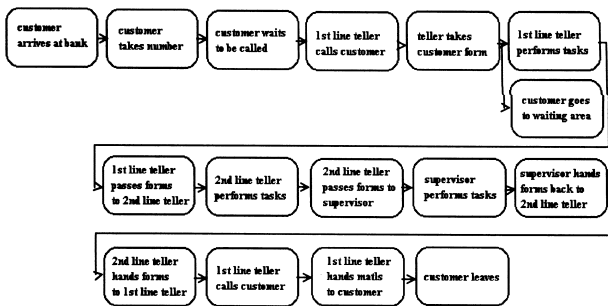 customer
arrives at bank
customer
takes number
customer waits
to be called
1st line teller
calls customer
teller takes
customer form
1st line teller
performs tasks
customer goes
to waiting area
1st line teller
passes forms
to 2nd line teller
2nd line teller
performs tasks
2nd line teller
passes forms to
supervisor
supervisor
performs tasks
supervisor hands
forms back to
2nd line teller
2nd line teller
hands forms
to 1st line teller
1st line teller
calls customer
1st line teller
hands matls
to customer
customer leaves